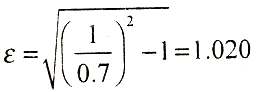 ε = √((1/0.7)² − 1) = 1.020